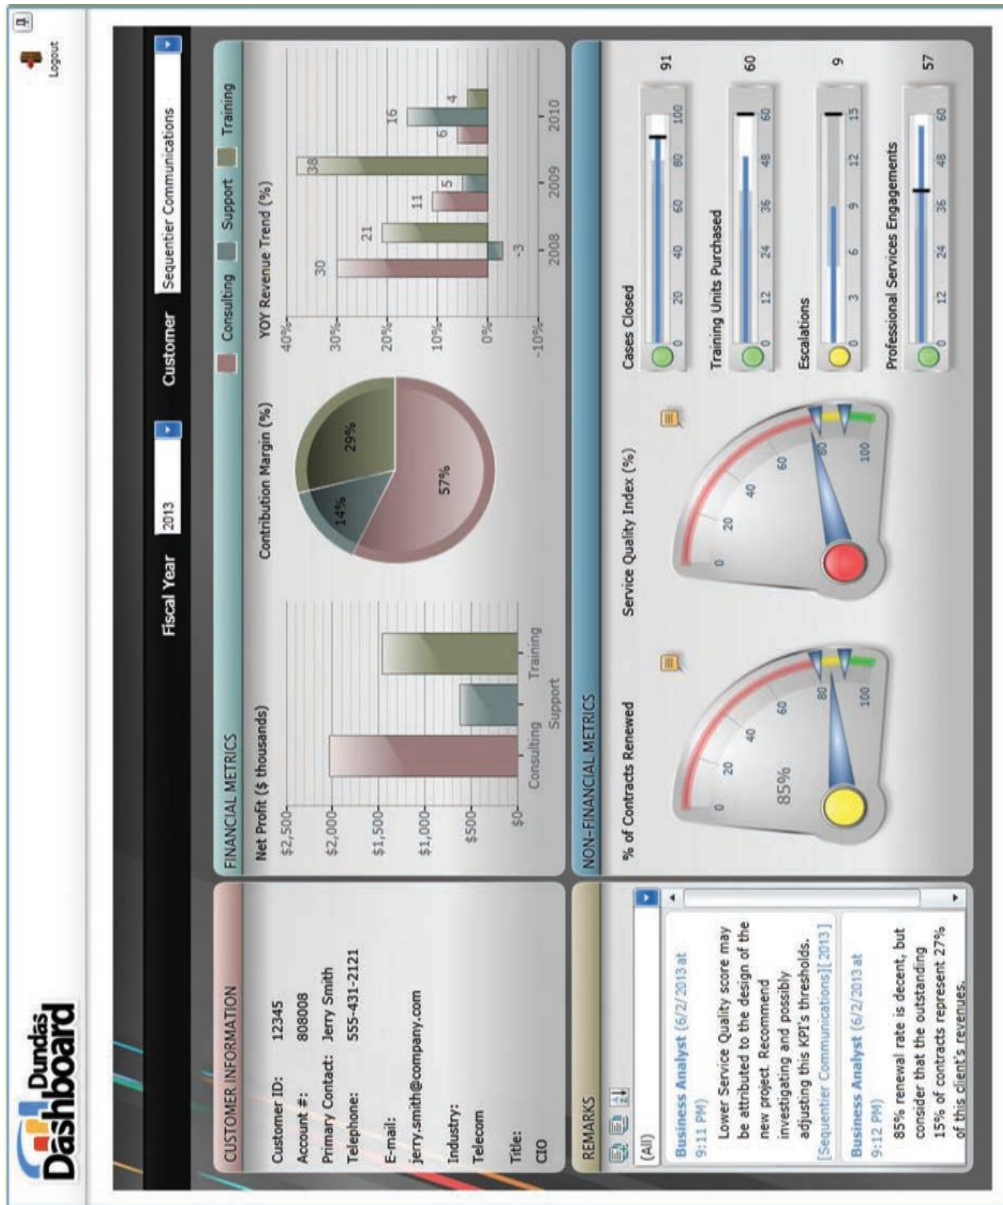 Dundas
Dashboard
Logout
Fiscal Year 2013 Customer Sequentier Communications
CUSTOMER INFORMATION
Customer ID: 12345
Account #: 808008
Primary Contact: Jerry Smith
Telephone: 555-431-2121
E-mail:
jerry.smith@company.com
Industry:
Telecom
Title:
CIO
FINANCIAL METRICS
Consulting Support Training
Net Profit ($ thousands)
$2,500
$2,000
$1,500
$1,000
$500
$0
Consulting
Support
Training
Contribution Margin (%)
14%
29%
57%
YOY Revenue Trend (%)
40%
30%
20%
10%
0%
-10%
30
-3
21
11
5
38
6
16
4
2008 2009 2010
REMARKS
(All)
Business Analyst (6/2/2013 at
9:11 PM)
Lower Service Quality score may
be attributed to the design of the
new project. Recommend
investigating and possibly
adjusting this KPI's thresholds.
[Sequentier Communications][2013]
Business Analyst (6/2/2013 at
9:12 PM)
85% renewal rate is decent, but
consider that the outstanding
15% of contracts represent 27%
of this client's revenues.
NON-FINANCIAL METRICS
% of Contracts Renewed
0 20 40 60 80 100
85%
Service Quality Index (%)
0 20 40 60 80 100
Cases Closed
0 20 40 60 80 100
91
Training Units Purchased
0 12 24 36 48 60
60
Escalations
0 3 6 9 12 15
9
Professional Services Engagements
0 12 24 36 48 60
57